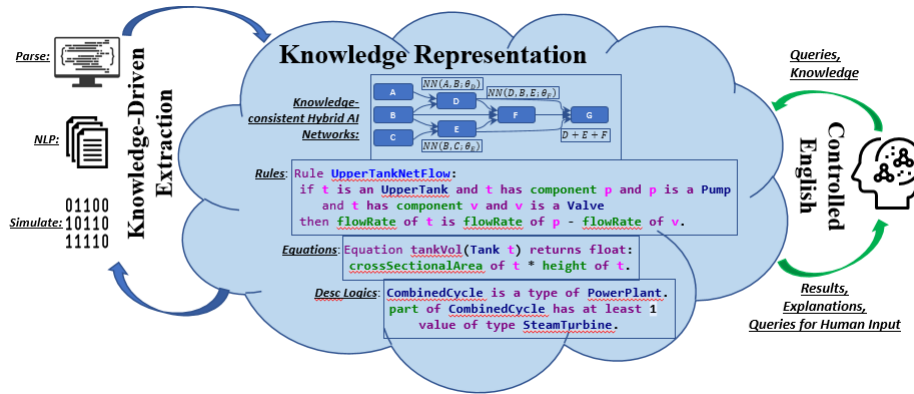 Parse:
NLP:
Simulate:
01100
10110
11110
Knowledge-Driven
Extraction
Knowledge Representation
Knowledge-
consistent Hybrid AI
Networks:
A
B
C
NN(A,B;θ_D)
D
E
NN(B,C;θ_E)
NN(D,B,E;θ_F)
F
G
D + E + F
Rules: Rule UpperTankNetFlow:
if t is an UpperTank and t has component p and p is a Pump
and t has component v and v is a Valve
then flowRate of t is flowRate of p - flowRate of v.
Equations: Equation tankVol(Tank t) returns float:
crossSectionalArea of t * height of t.
Desc Logics: CombinedCycle is a type of PowerPlant.
part of CombinedCycle has at least 1
value of type SteamTurbine.
Queries,
Knowledge
Controlled
English
Results,
Explanations,
Queries for Human Input